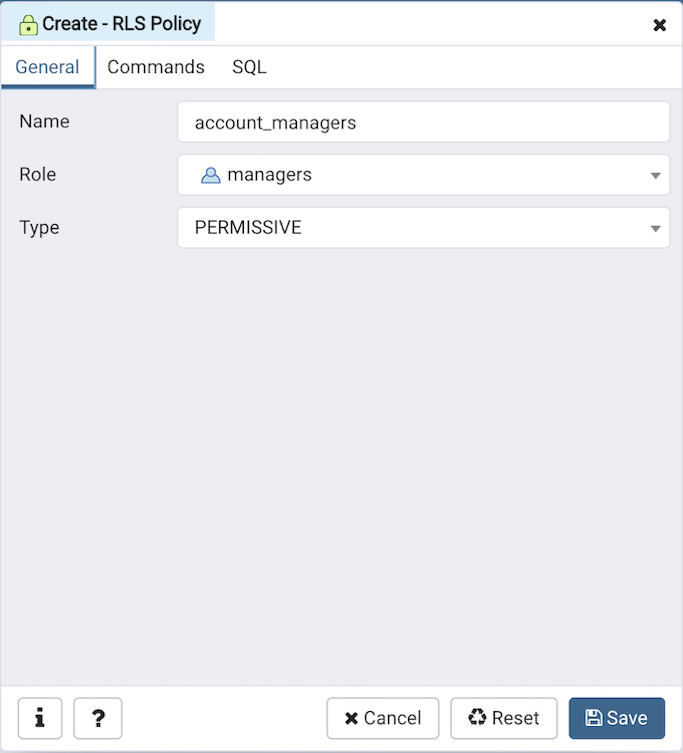 Create - RLS Policy
General Commands SQL
Name account_managers
Role managers
Type PERMISSIVE
i ? Cancel Reset Save